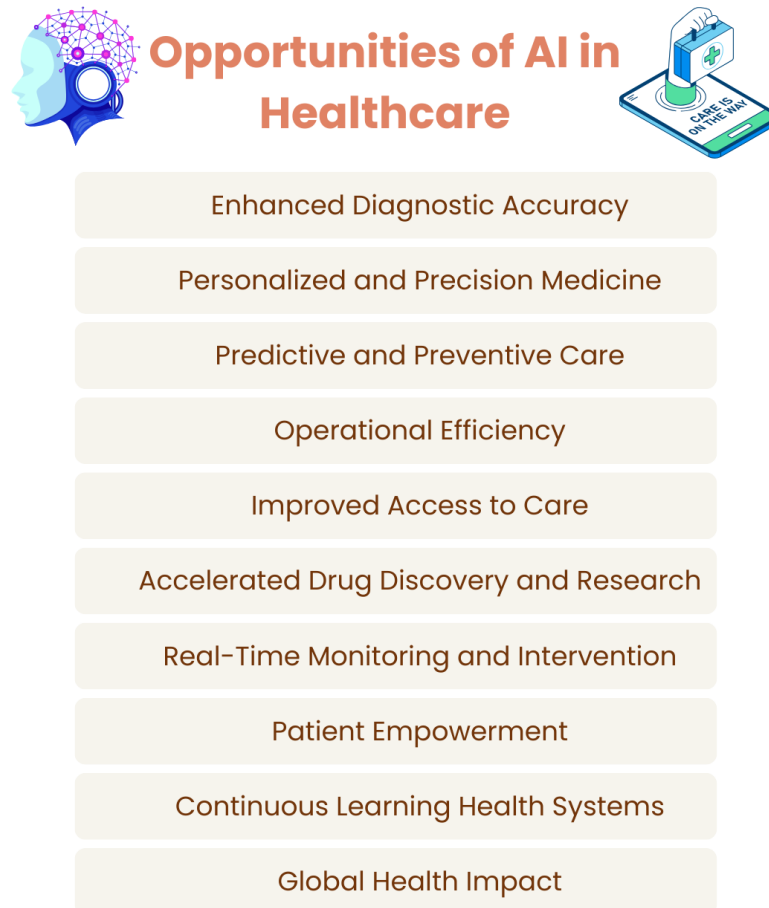 Opportunities of AI in
Healthcare
CARE IS
ON THE WAY
Enhanced Diagnostic Accuracy
Personalized and Precision Medicine
Predictive and Preventive Care
Operational Efficiency
Improved Access to Care
Accelerated Drug Discovery and Research
Real-Time Monitoring and Intervention
Patient Empowerment
Continuous Learning Health Systems
Global Health Impact